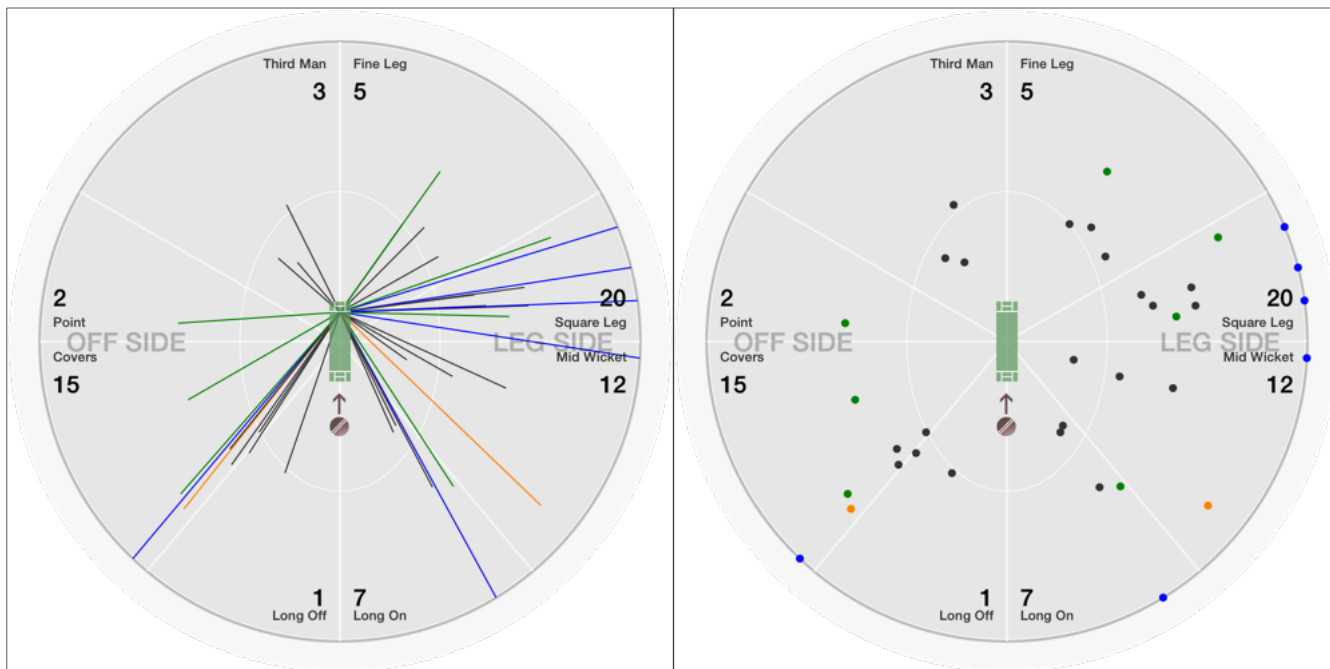 Third Man
Fine Leg
3
5
2
20
Point
Square Leg
OFF SIDE
LEG SIDE
Covers
Mid Wicket
15
12
1
7
Long Off
Long On
Third Man
Fine Leg
3
5
2
20
Point
Square Leg
OFF SIDE
LEG SIDE
Covers
Mid Wicket
15
12
1
7
Long Off
Long On